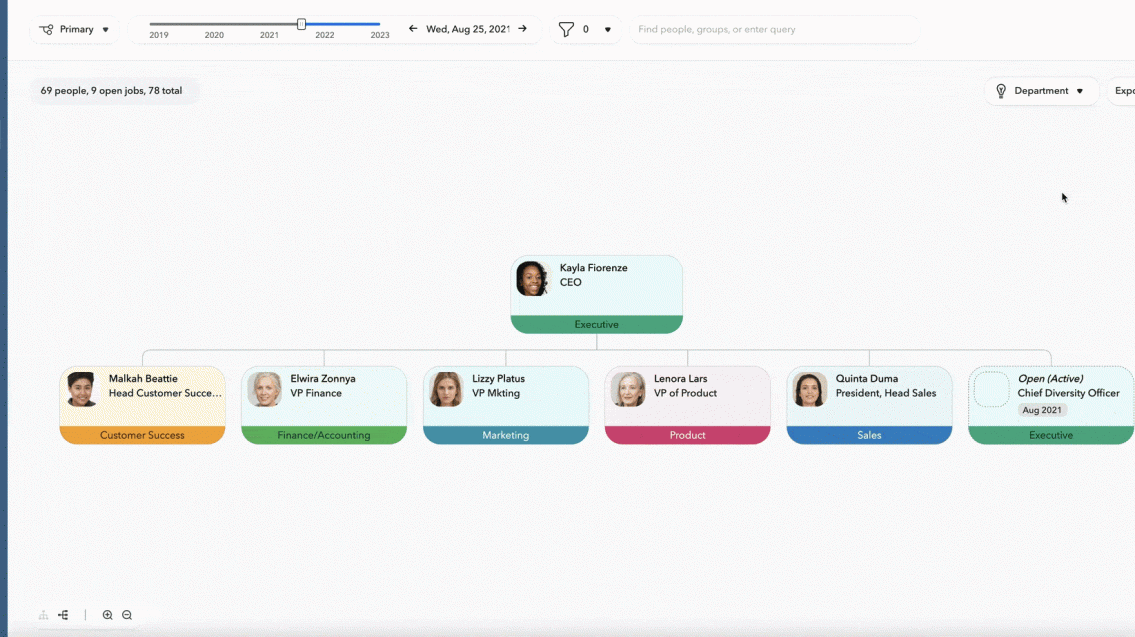 Primary
2019 2020 2021 2022 2023
Wed, Aug 25, 2021
0
Find people, groups, or enter query
69 people, 9 open jobs, 78 total
Department
Expo
Kayla Fiorenze
CEO
Executive
Malkah Beattie
Head Customer Succe...
Customer Success
Elwira Zonnya
VP Finance
Finance/Accounting
Lizzy Platus
VP Mkting
Marketing
Lenora Lars
VP of Product
Product
Quinta Duma
President, Head Sales
Sales
Open (Active)
Chief Diversity Officer
Aug 2021
Executive